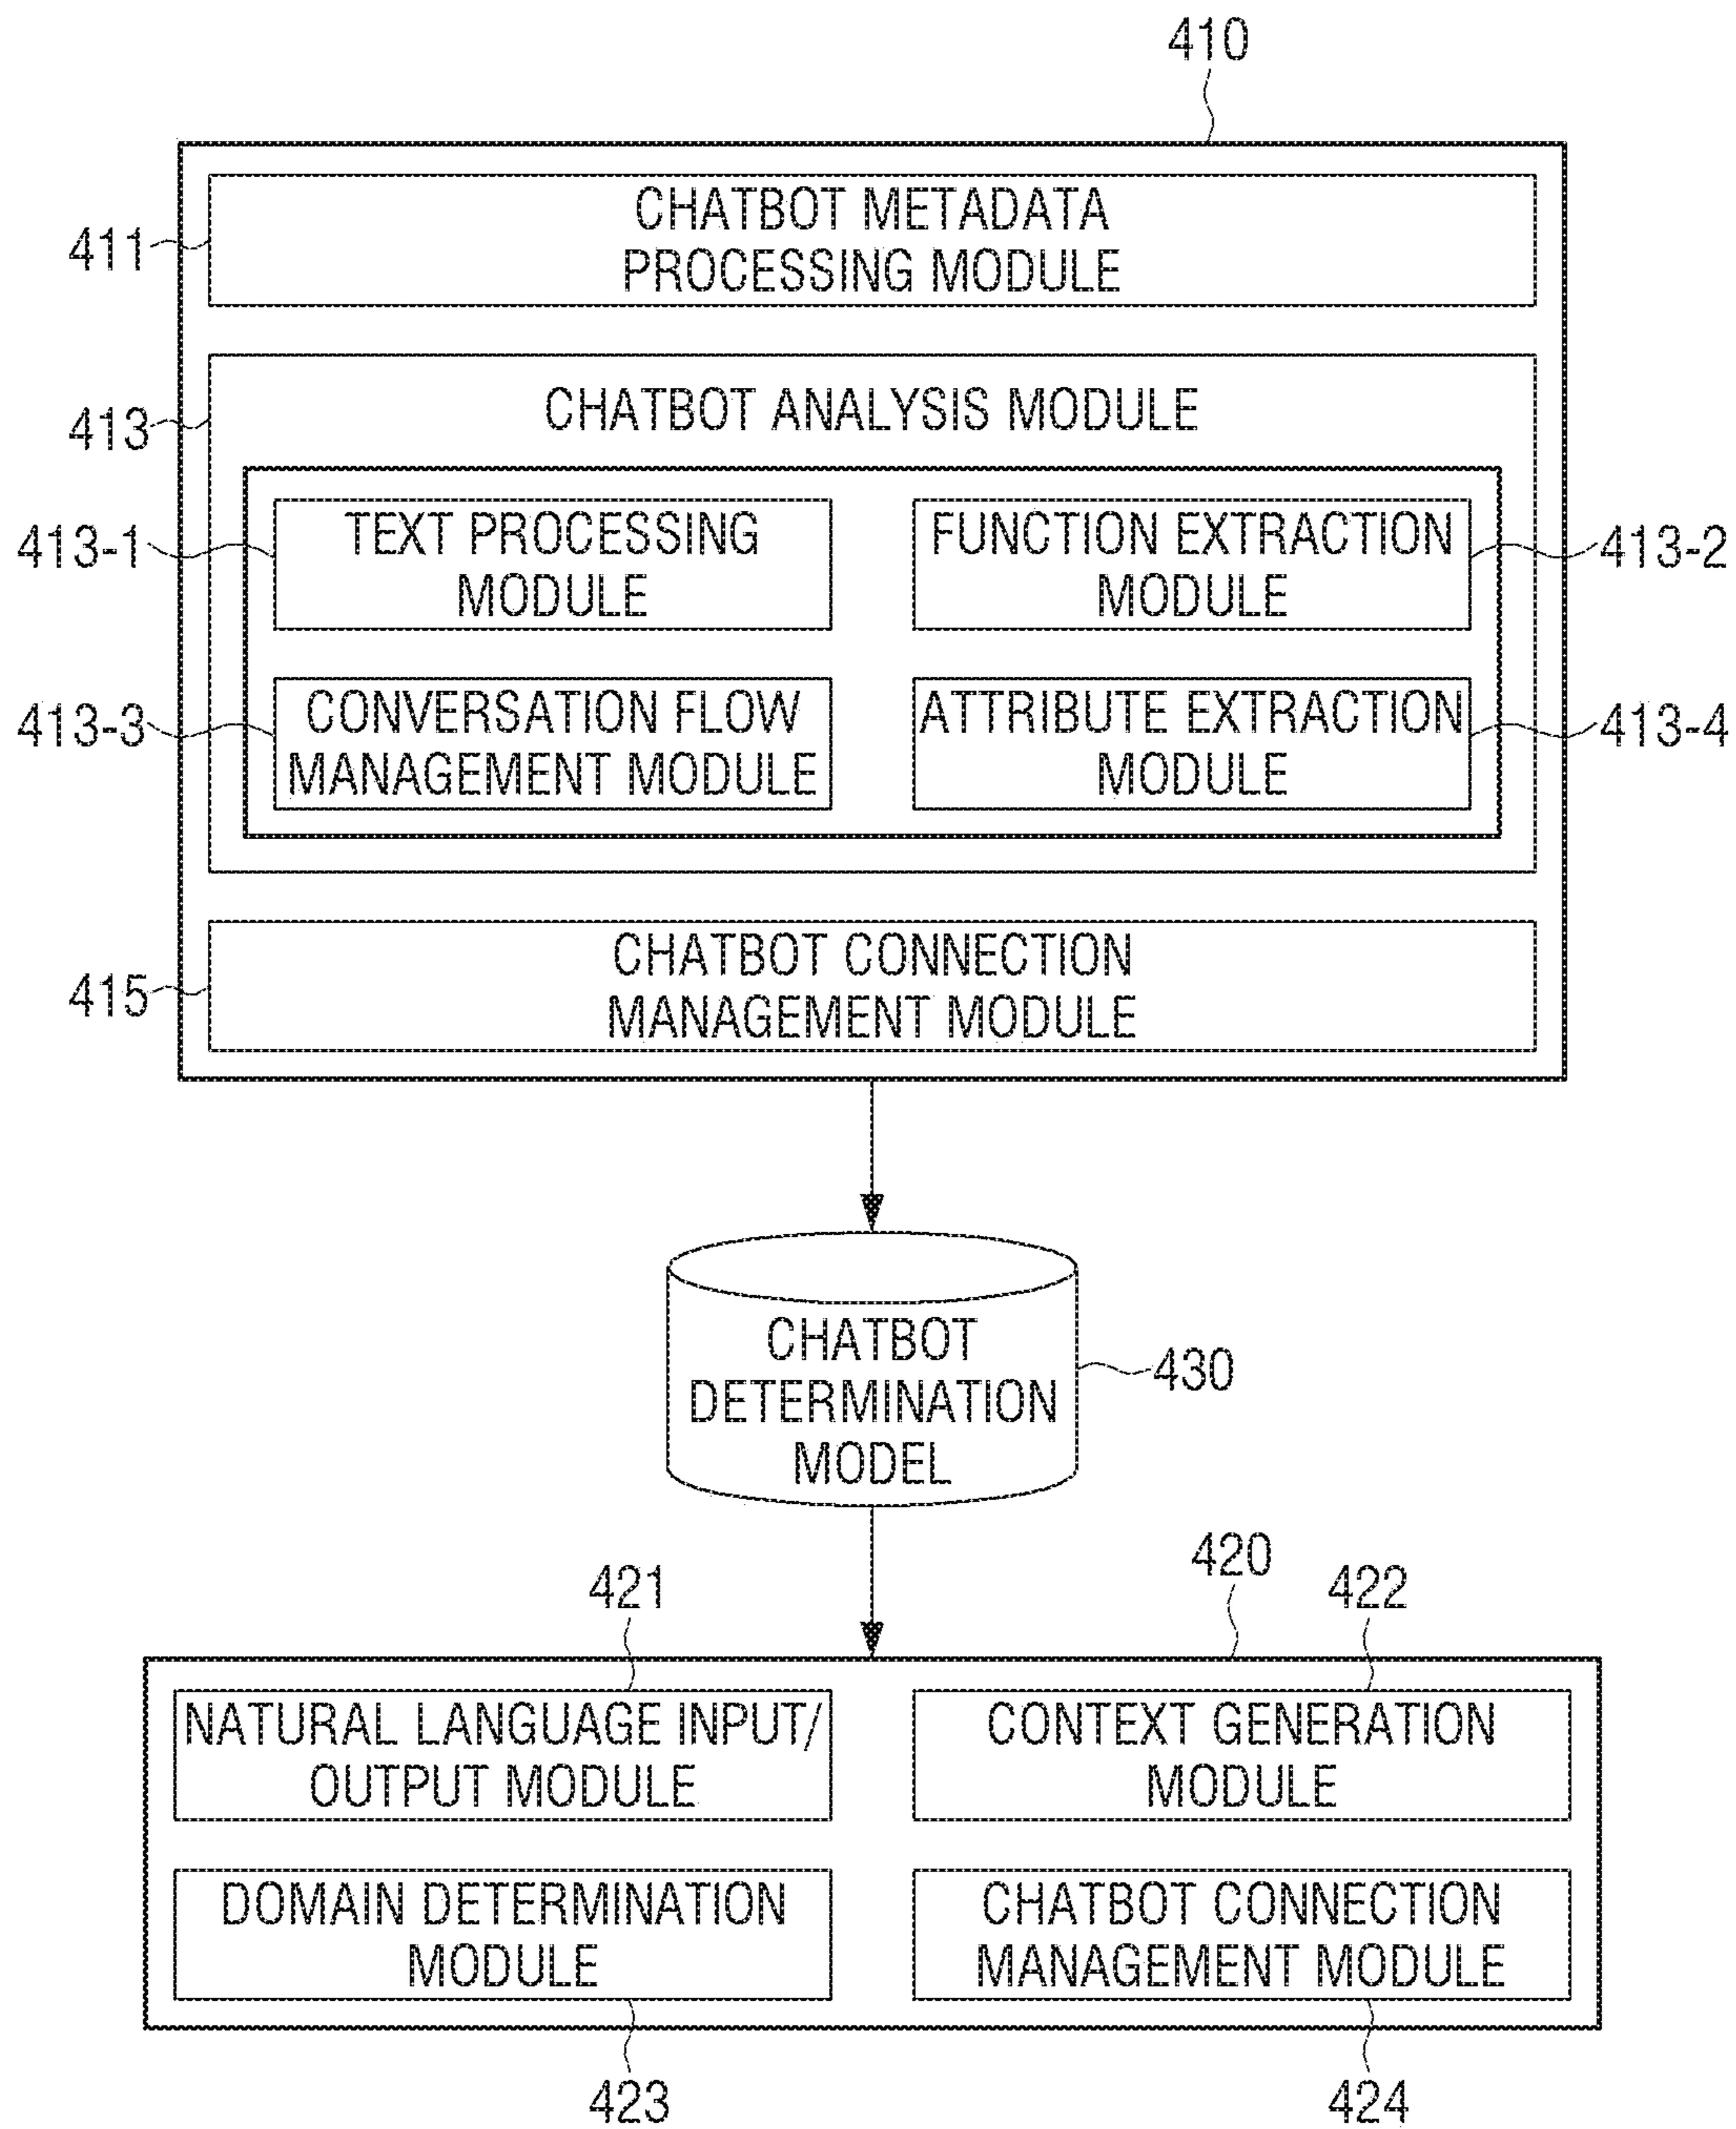 410
CHATBOT METADATA
PROCESSING MODULE
411
CHATBOT ANALYSIS MODULE
413
TEXT PROCESSING
MODULE
413-1
FUNCTION EXTRACTION
MODULE
413-2
CONVERSATION FLOW
MANAGEMENT MODULE
413-3
ATTRIBUTE EXTRACTION
MODULE
413-4
CHATBOT CONNECTION
MANAGEMENT MODULE
415
CHATBOT
DETERMINATION
MODEL
430
420
421
422
NATURAL LANGUAGE INPUT/
OUTPUT MODULE
CONTEXT GENERATION
MODULE
DOMAIN DETERMINATION
MODULE
CHATBOT CONNECTION
MANAGEMENT MODULE
423
424